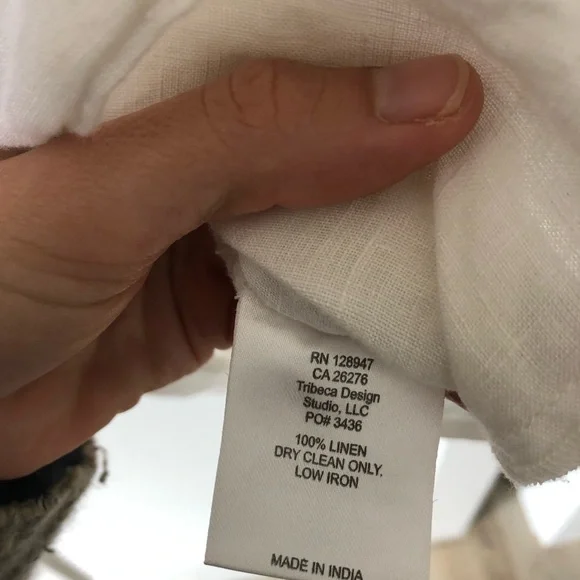 RN 128947
CA 26276
Tribeca Design
Studio, LLC
PO# 3436
100% LINEN
DRY CLEAN ONLY.
LOW IRON
MADE IN INDIA